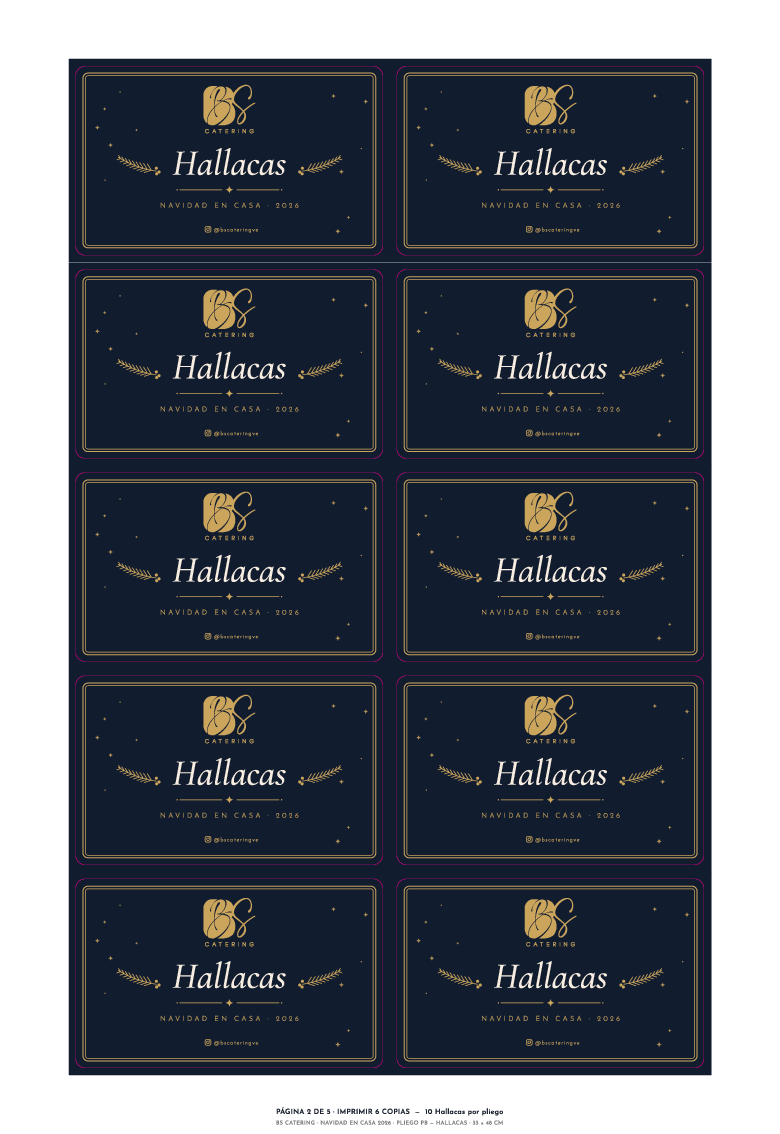 BS BS
CATERING CATERING
Hallacas Hallacas
NAVIDAD EN CASA · 2026 NAVIDAD EN CASA · 2026
@bscateringve @bscateringve
BS BS
CATERING CATERING
Hallacas Hallacas
NAVIDAD EN CASA · 2026 NAVIDAD EN CASA · 2026
@bscateringve @bscateringve
BS BS
CATERING CATERING
Hallacas Hallacas
NAVIDAD EN CASA · 2026 NAVIDAD EN CASA · 2026
@bscateringve @bscateringve
BS BS
CATERING CATERING
Hallacas Hallacas
NAVIDAD EN CASA · 2026 NAVIDAD EN CASA · 2026
@bscateringve @bscateringve
BS BS
CATERING CATERING
Hallacas Hallacas
NAVIDAD EN CASA · 2026 NAVIDAD EN CASA · 2026
@bscateringve @bscateringve
PÁGINA 2 DE 5 · IMPRIMIR 6 COPIAS — 10 Hallacas por pliego
BS CATERING · NAVIDAD EN CASA 2026 · PLIEGO PB — HALLACAS · 33 x 48 CM